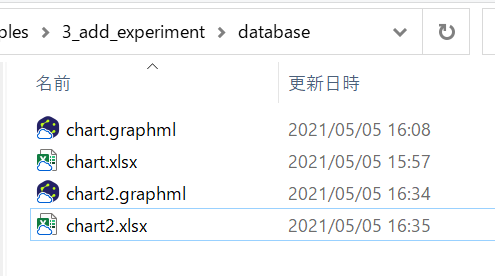 ples > 3_add_experiment > database
名前 更新日時
chart.graphml 2021/05/05 16:08
chart.xlsx 2021/05/05 15:57
chart2.graphml 2021/05/05 16:34
chart2.xlsx 2021/05/05 16:35